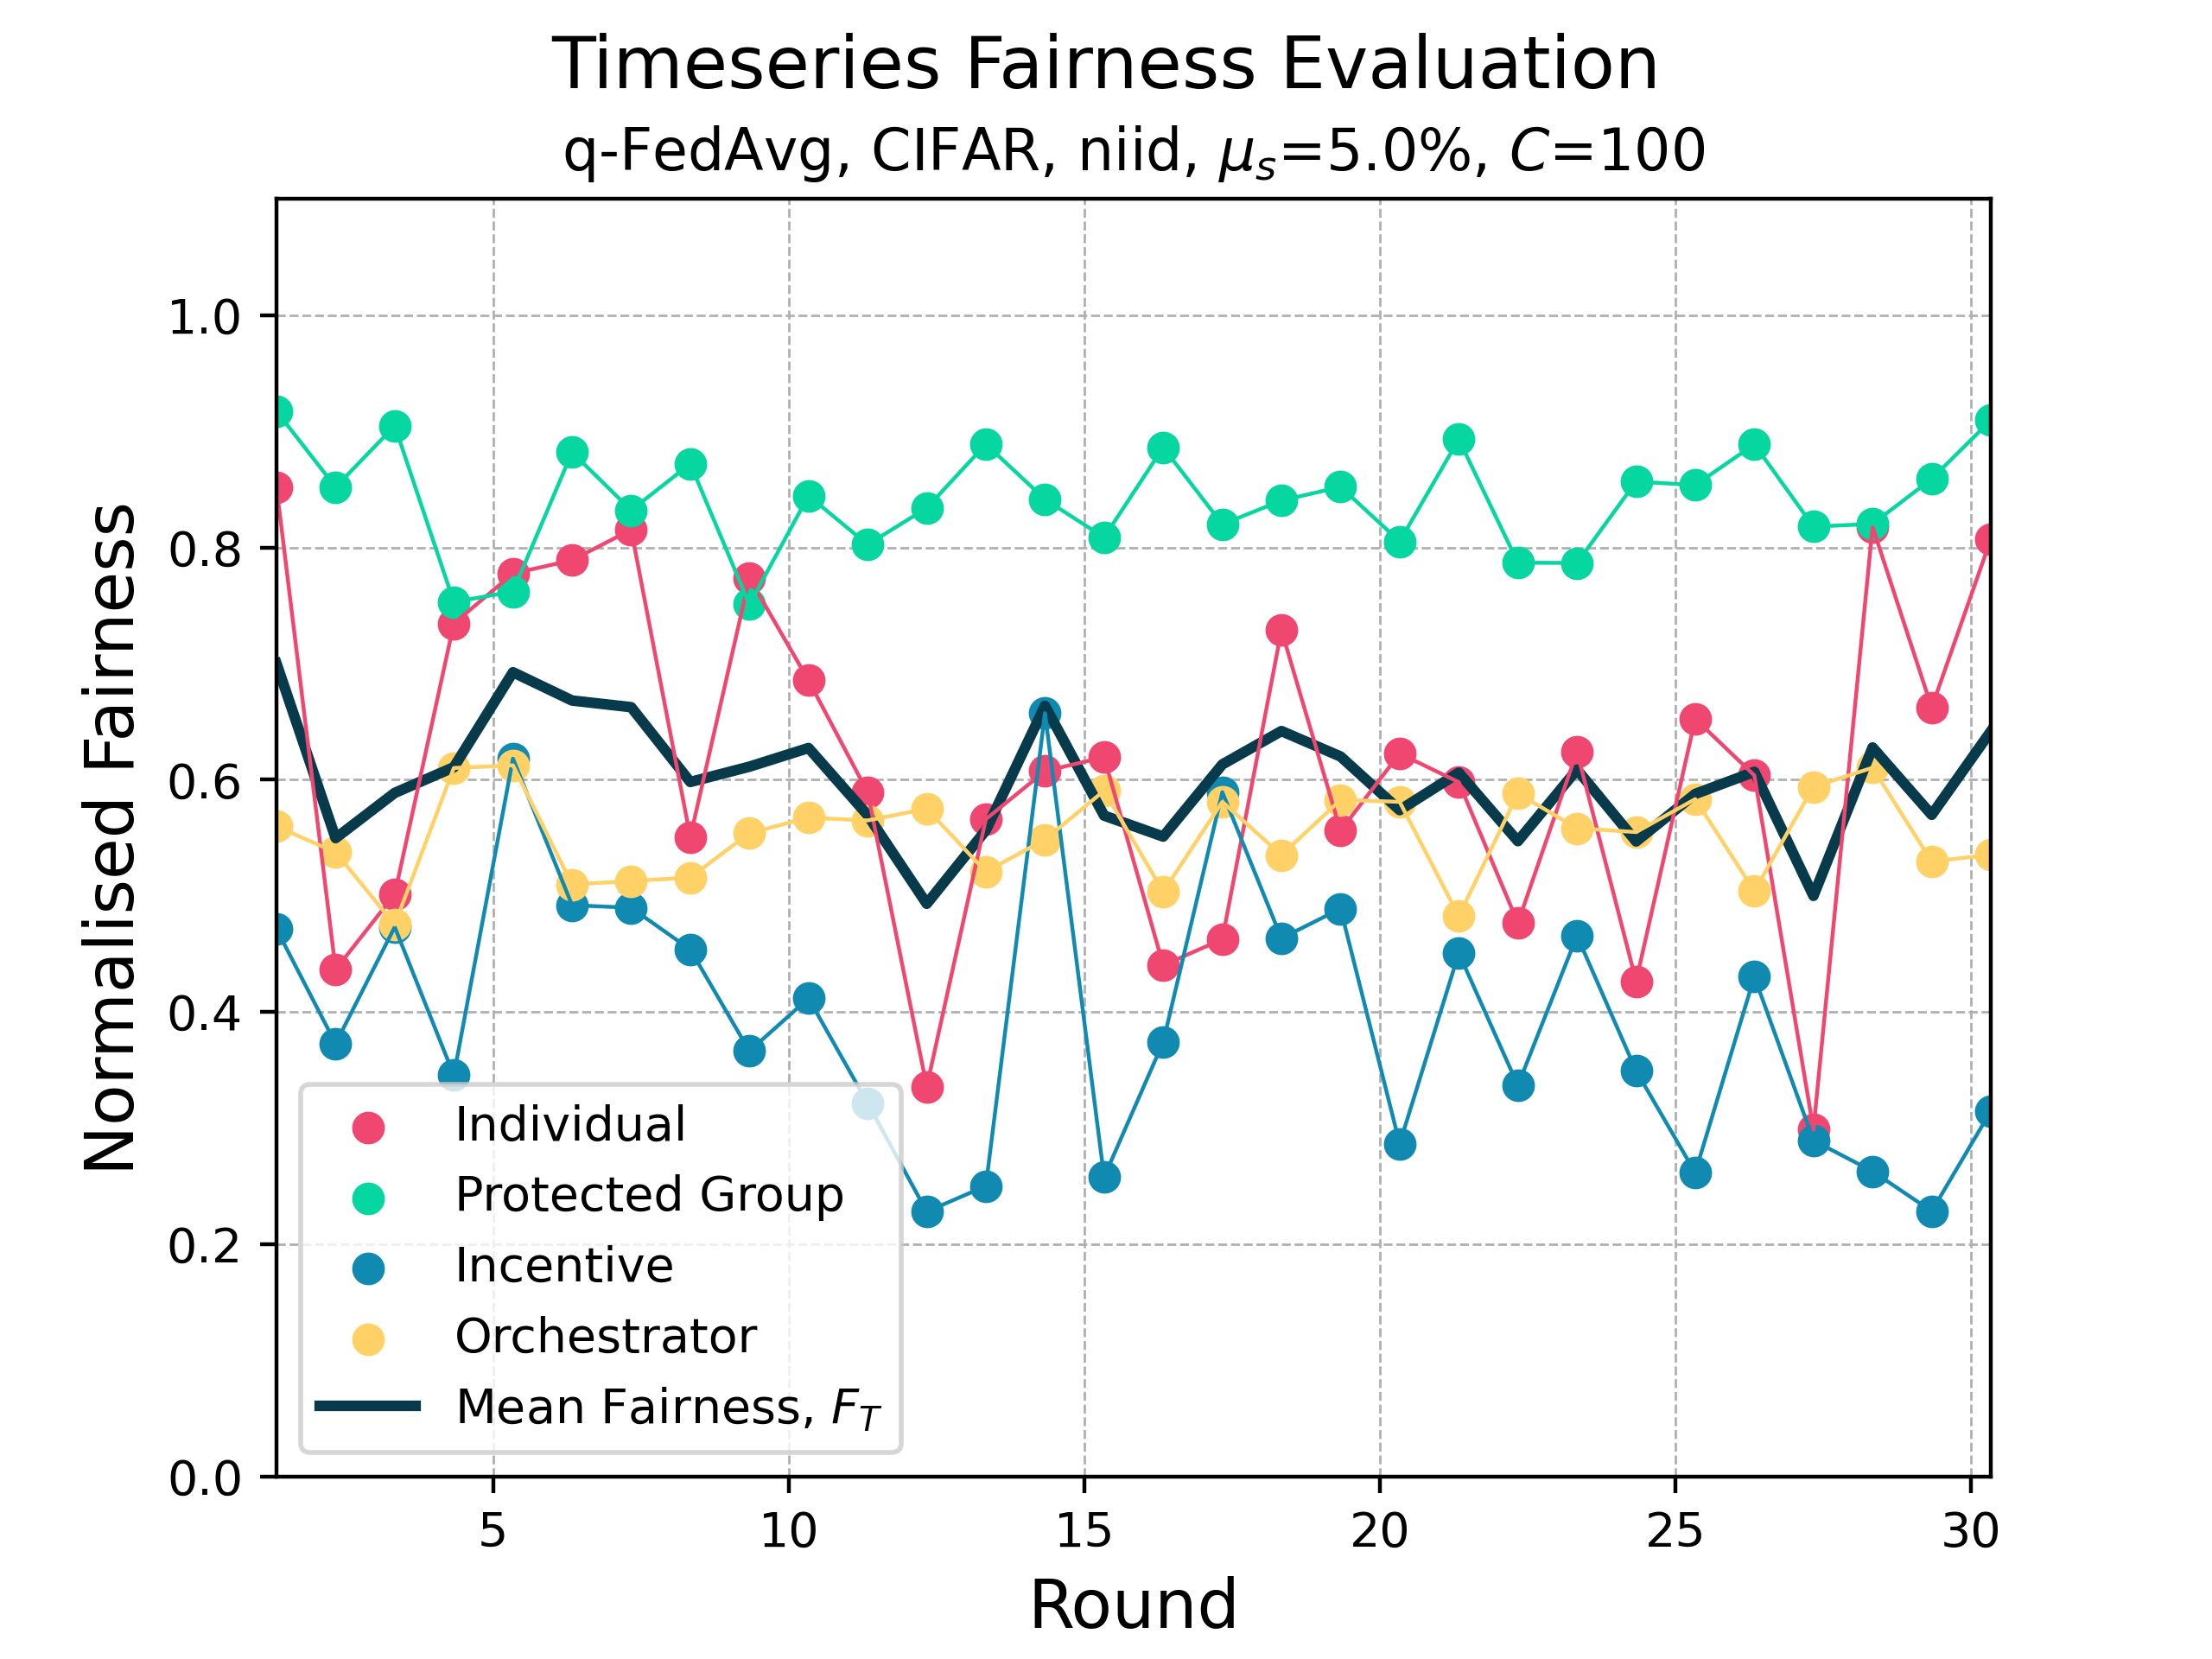 Timeseries Fairness Evaluation
q-FedAvg, CIFAR, niid, μₛ=5.0%, C=100
Normalised Fairness
1.0
0.8
0.6
0.4
0.2
0.0
Individual
Protected Group
Incentive
Orchestrator
Mean Fairness, F_T
5 10 15 20 25 30
Round